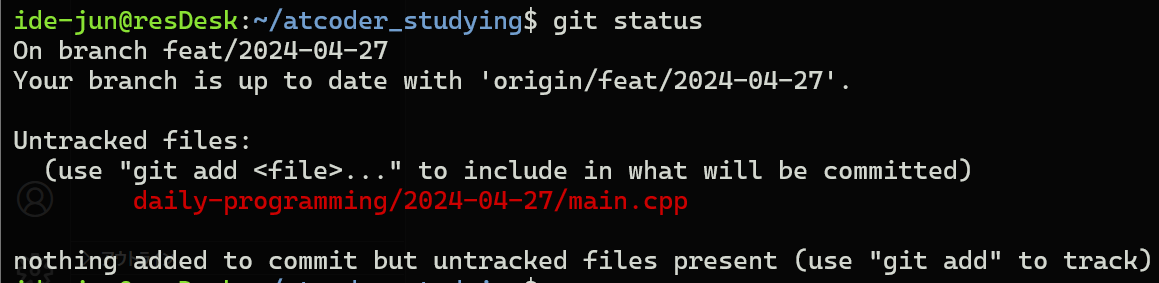 ide-jun@resDesk:~/atcoder_studying$ git status
On branch feat/2024-04-27
Your branch is up to date with 'origin/feat/2024-04-27'.
Untracked files:
(use "git add <file>..." to include in what will be committed)
daily-programming/2024-04-27/main.cpp
nothing added to commit but untracked files present (use "git add" to track)